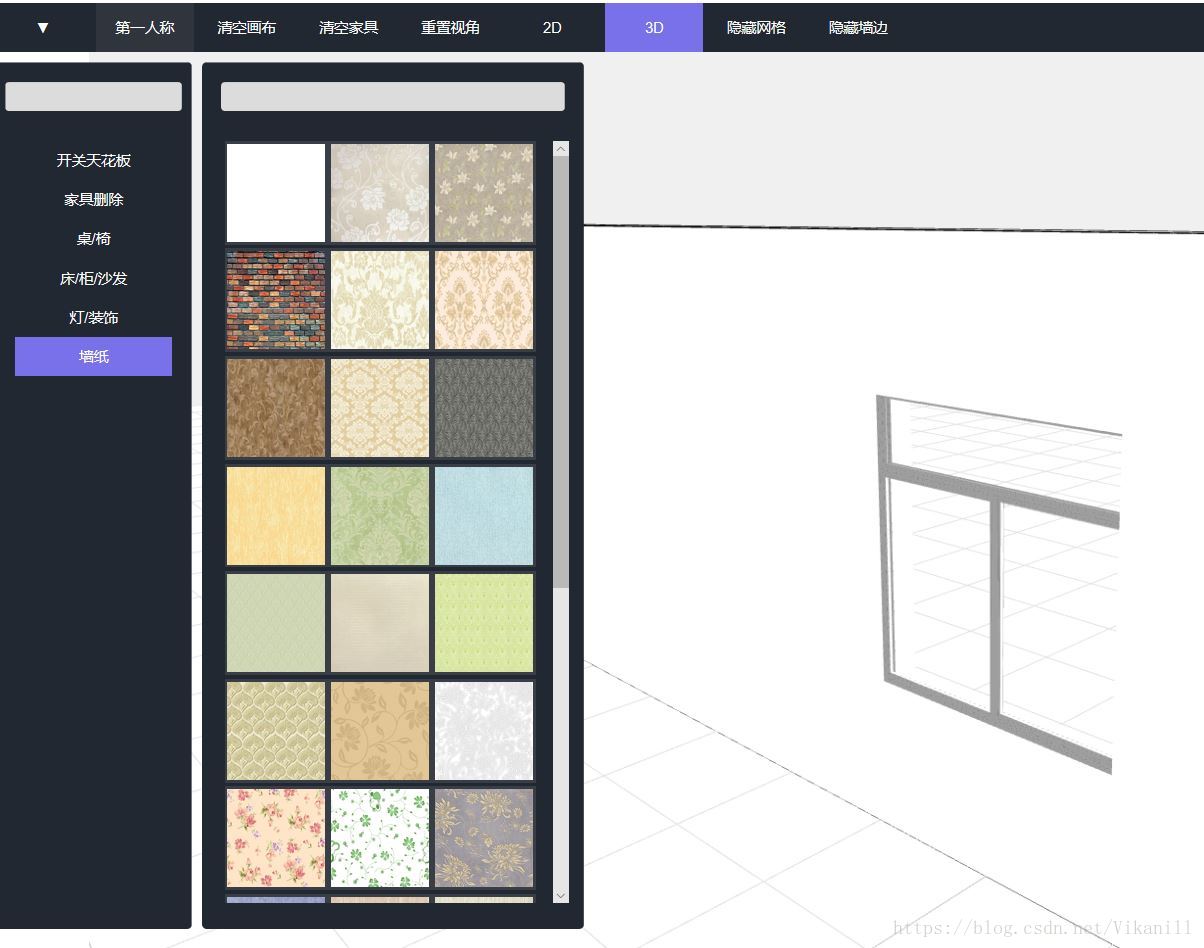 ▼ 第一人称 清空画布 清空家具 重置视角 2D 3D 隐藏网格 隐藏墙边
开关天花板
家具删除
桌/椅
床/柜/沙发
灯/装饰
墙纸
https://blog.csdn.net/Vikanill